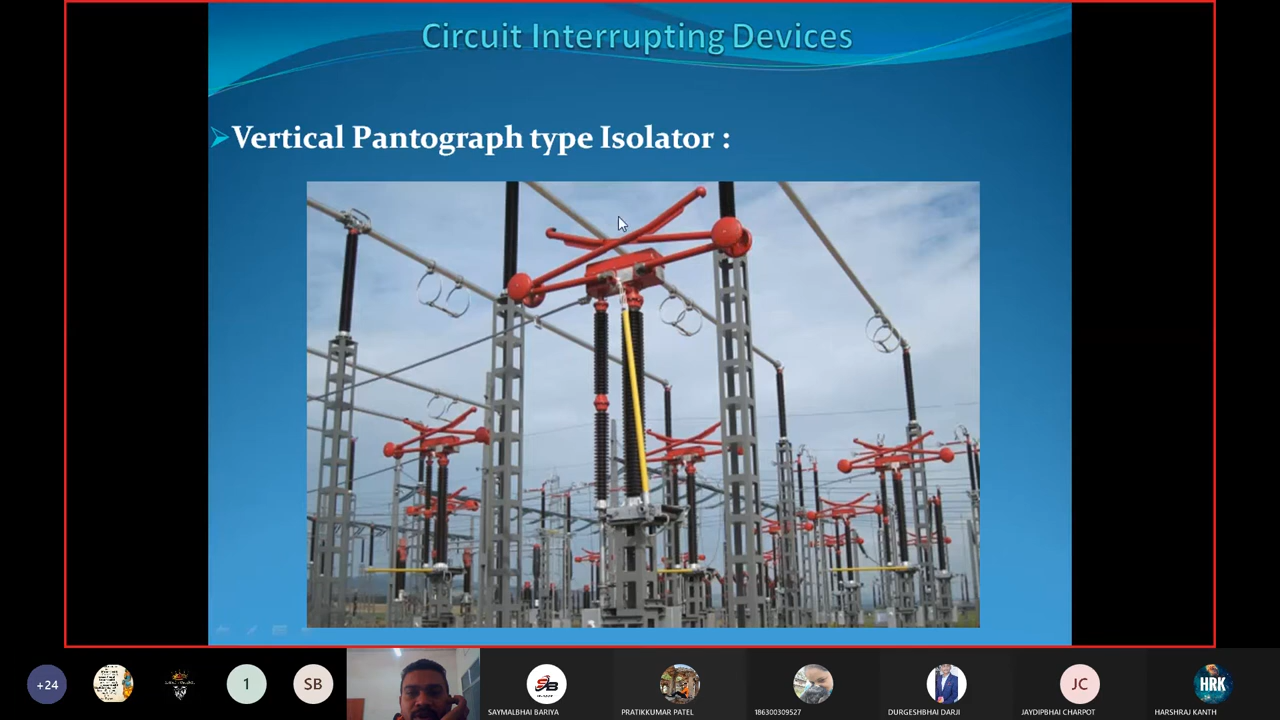 Circuit Interrupting Devices
Vertical Pantograph type Isolator :
+24
1
SB
SAYMALBHAI BARIYA
PRATIKKUMAR PATEL
186300309527
DURGESHBHAI DARJI
JC
JAYDIPBHAI CHARPOT
HRK
HARSHRAJ KANTH